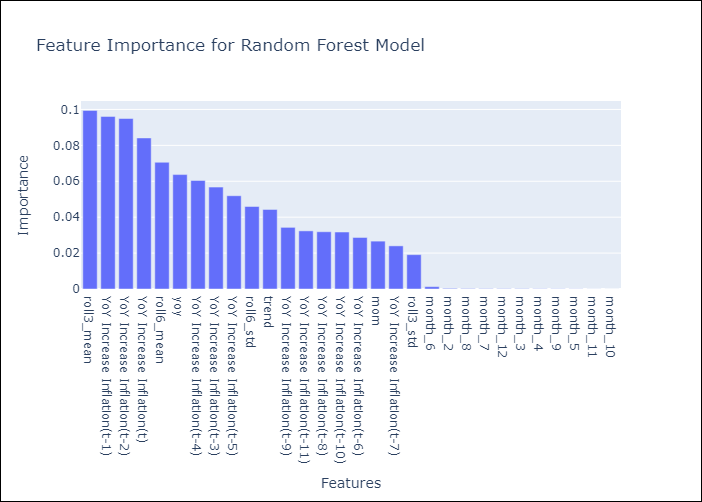 Feature Importance for Random Forest Model
Importance
0.1
0.08
0.06
0.04
0.02
0
roll3_mean
YoY Increase Inflation(t-1)
YoY Increase Inflation(t-2)
YoY Increase Inflation(t)
roll6_mean
yoy
YoY Increase Inflation(t-4)
YoY Increase Inflation(t-3)
YoY Increase Inflation(t-5)
roll6_std
trend
YoY Increase Inflation(t-9)
YoY Increase Inflation(t-11)
YoY Increase Inflation(t-8)
YoY Increase Inflation(t-10)
YoY Increase Inflation(t-6)
mom
YoY Increase Inflation(t-7)
roll3_std
month_6
month_2
month_8
month_7
month_12
month_3
month_4
month_9
month_5
month_11
month_10
Features